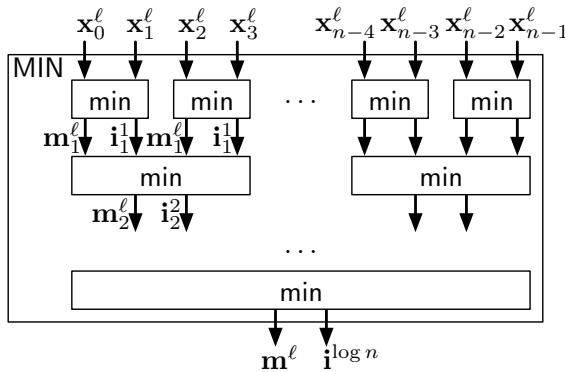 x_0^ℓ x_1^ℓ x_2^ℓ x_3^ℓ x_{n−4}^ℓ x_{n−3}^ℓ x_{n−2}^ℓ x_{n−1}^ℓ
MIN
min min ... min min
m_1^ℓ i_1^1 m_1^ℓ i_1^1
min min
m_2^ℓ i_2^2
...
min
m^ℓ i^{log n}